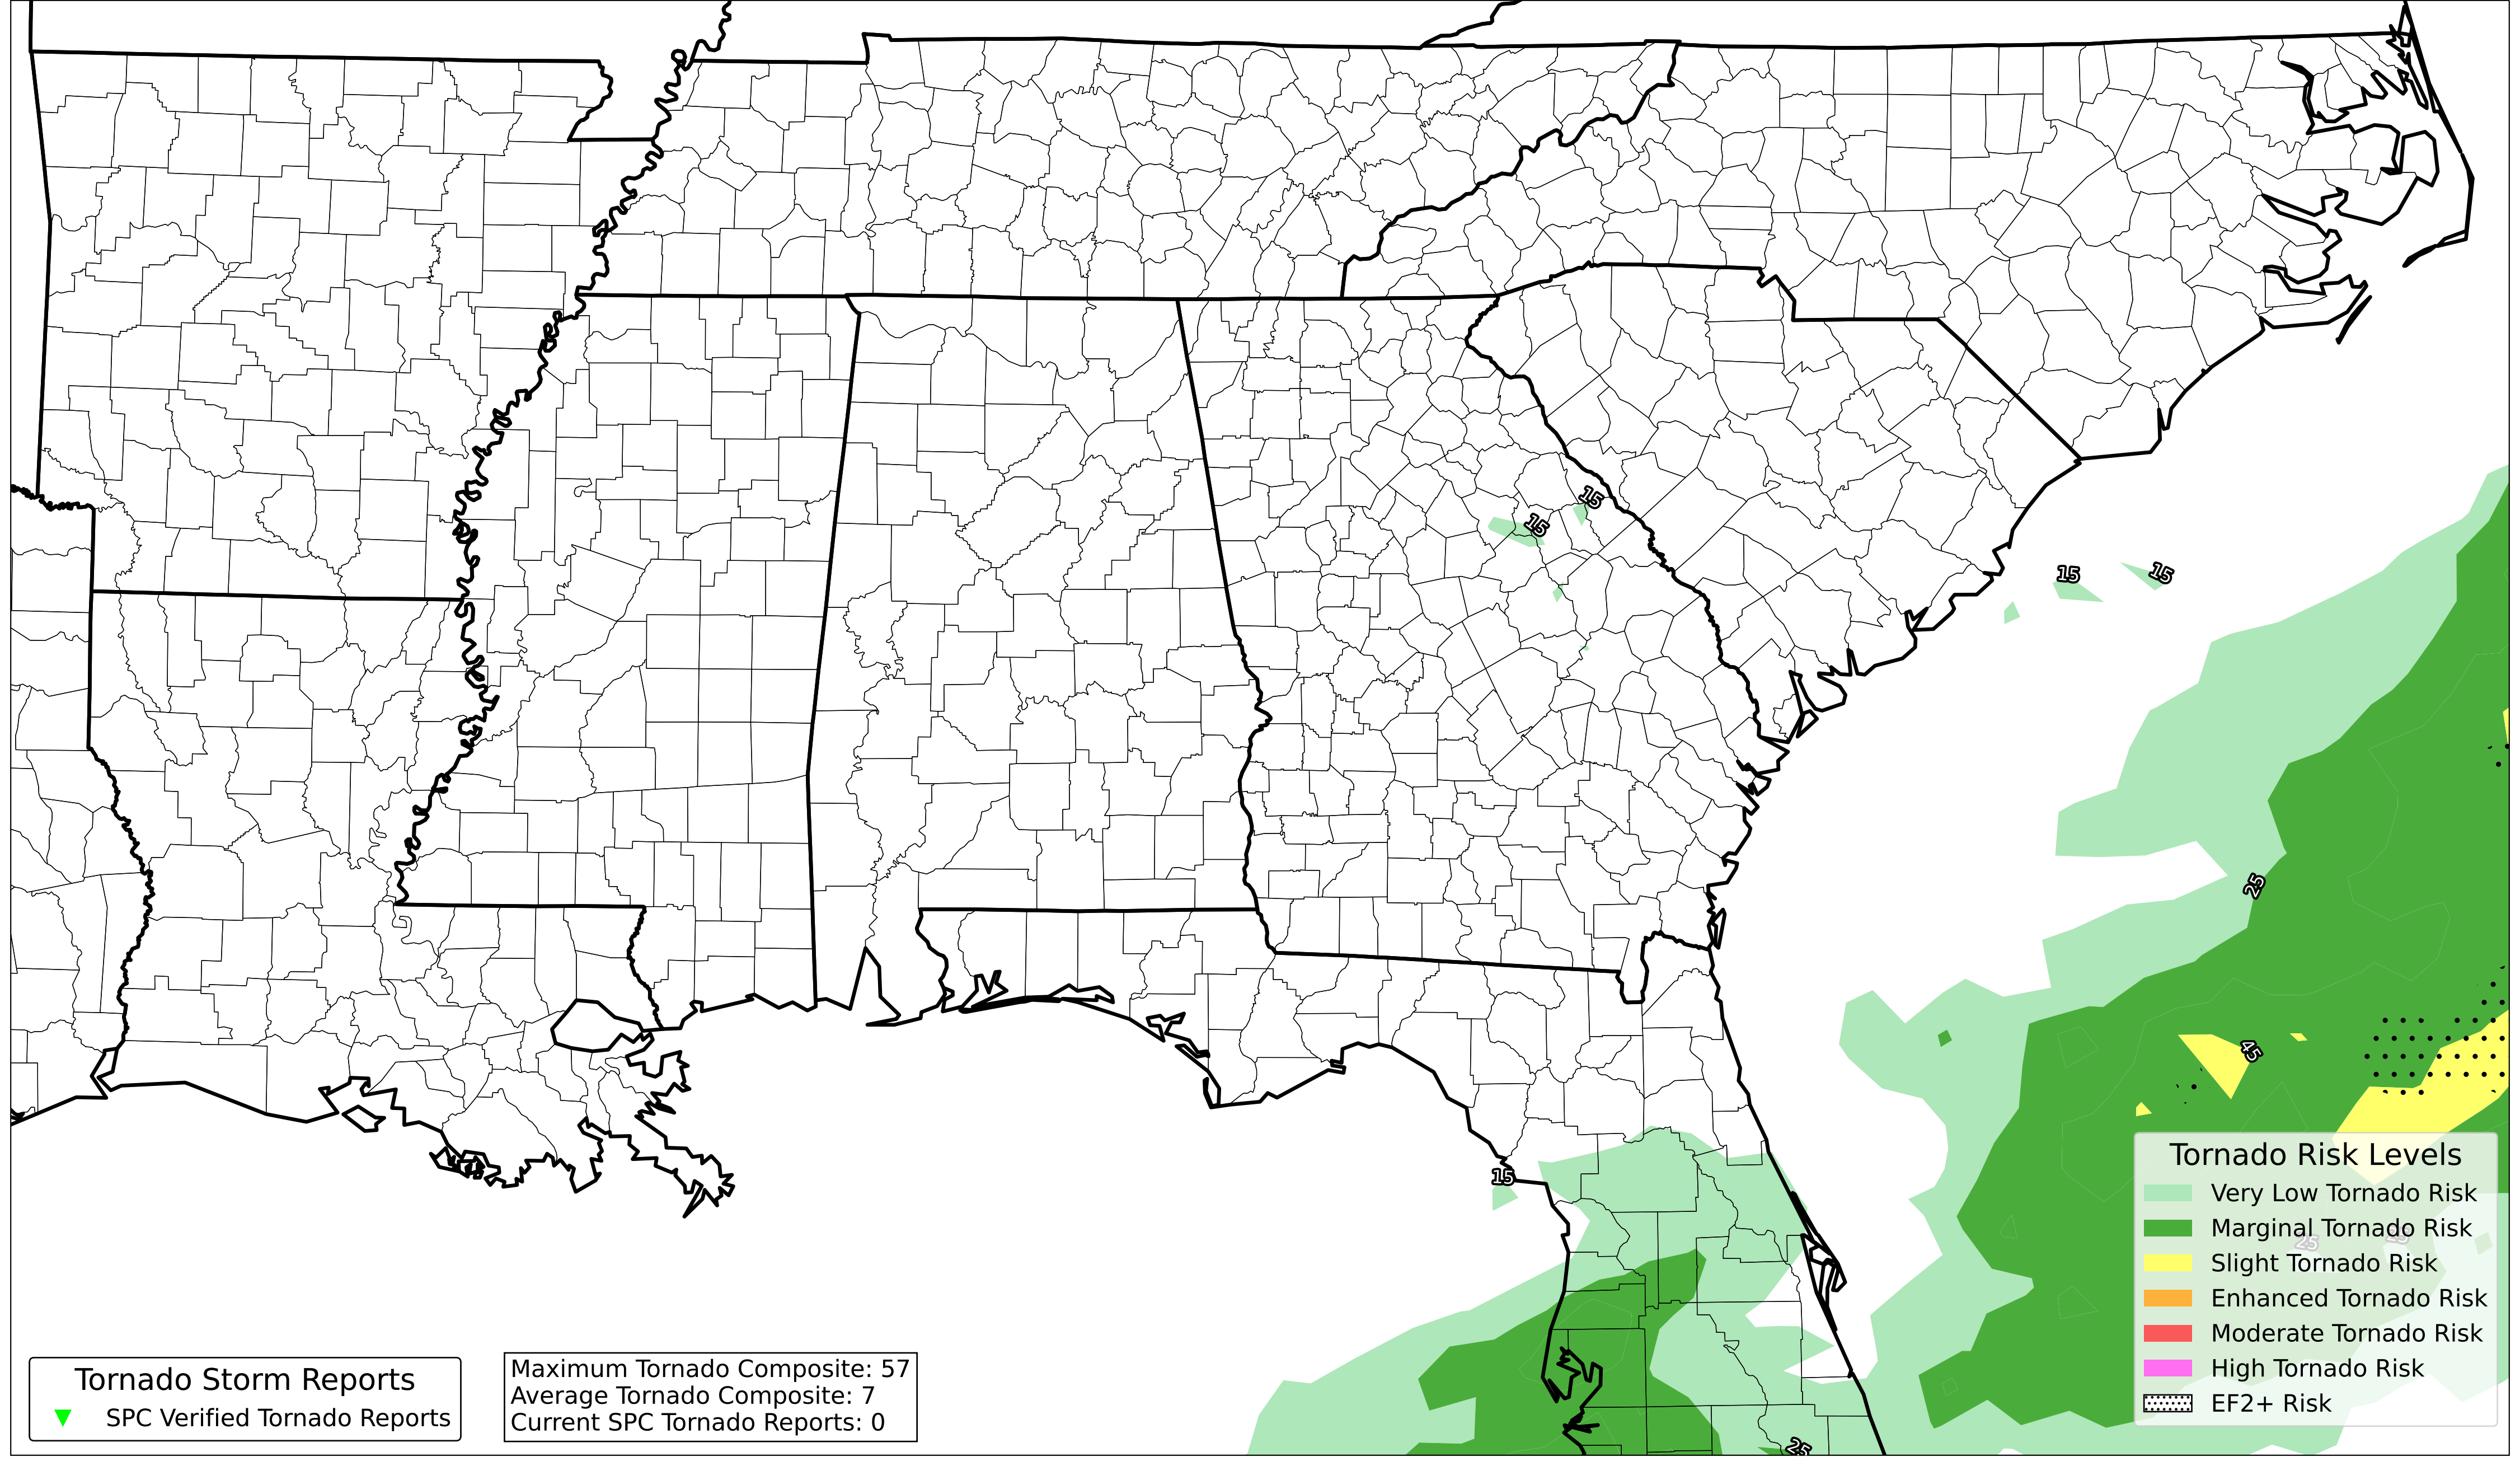 15
15
15
15
25
45
15
Tornado Risk Levels
Very Low Tornado Risk
Marginal Tornado Risk
25
25
Slight Tornado Risk
Enhanced Tornado Risk
Moderate Tornado Risk
High Tornado Risk
EF2+ Risk
Tornado Storm Reports
SPC Verified Tornado Reports
Maximum Tornado Composite: 57
Average Tornado Composite: 7
Current SPC Tornado Reports: 0
25